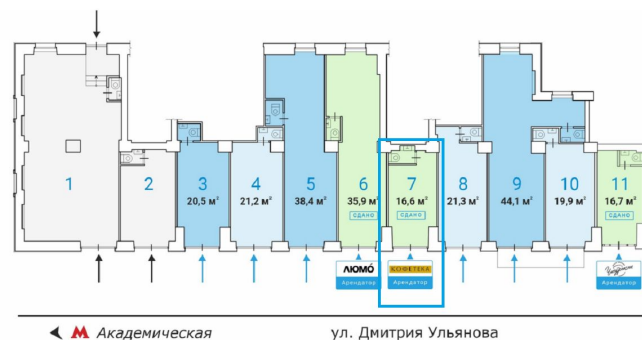 1
2
3
20,5 м²
4
21,2 м²
5
38,4 м²
6
35,9 м²
СДАНО
7
16,6 м²
СДАНО
8
21,3 м²
9
44,1 м²
10
19,9 м²
11
16,7 м²
СДАНО
ЛЮМО́
Арендатор
КОФЕТЕКА
Арендатор
Арендатор
М Академическая
ул. Дмитрия Ульянова